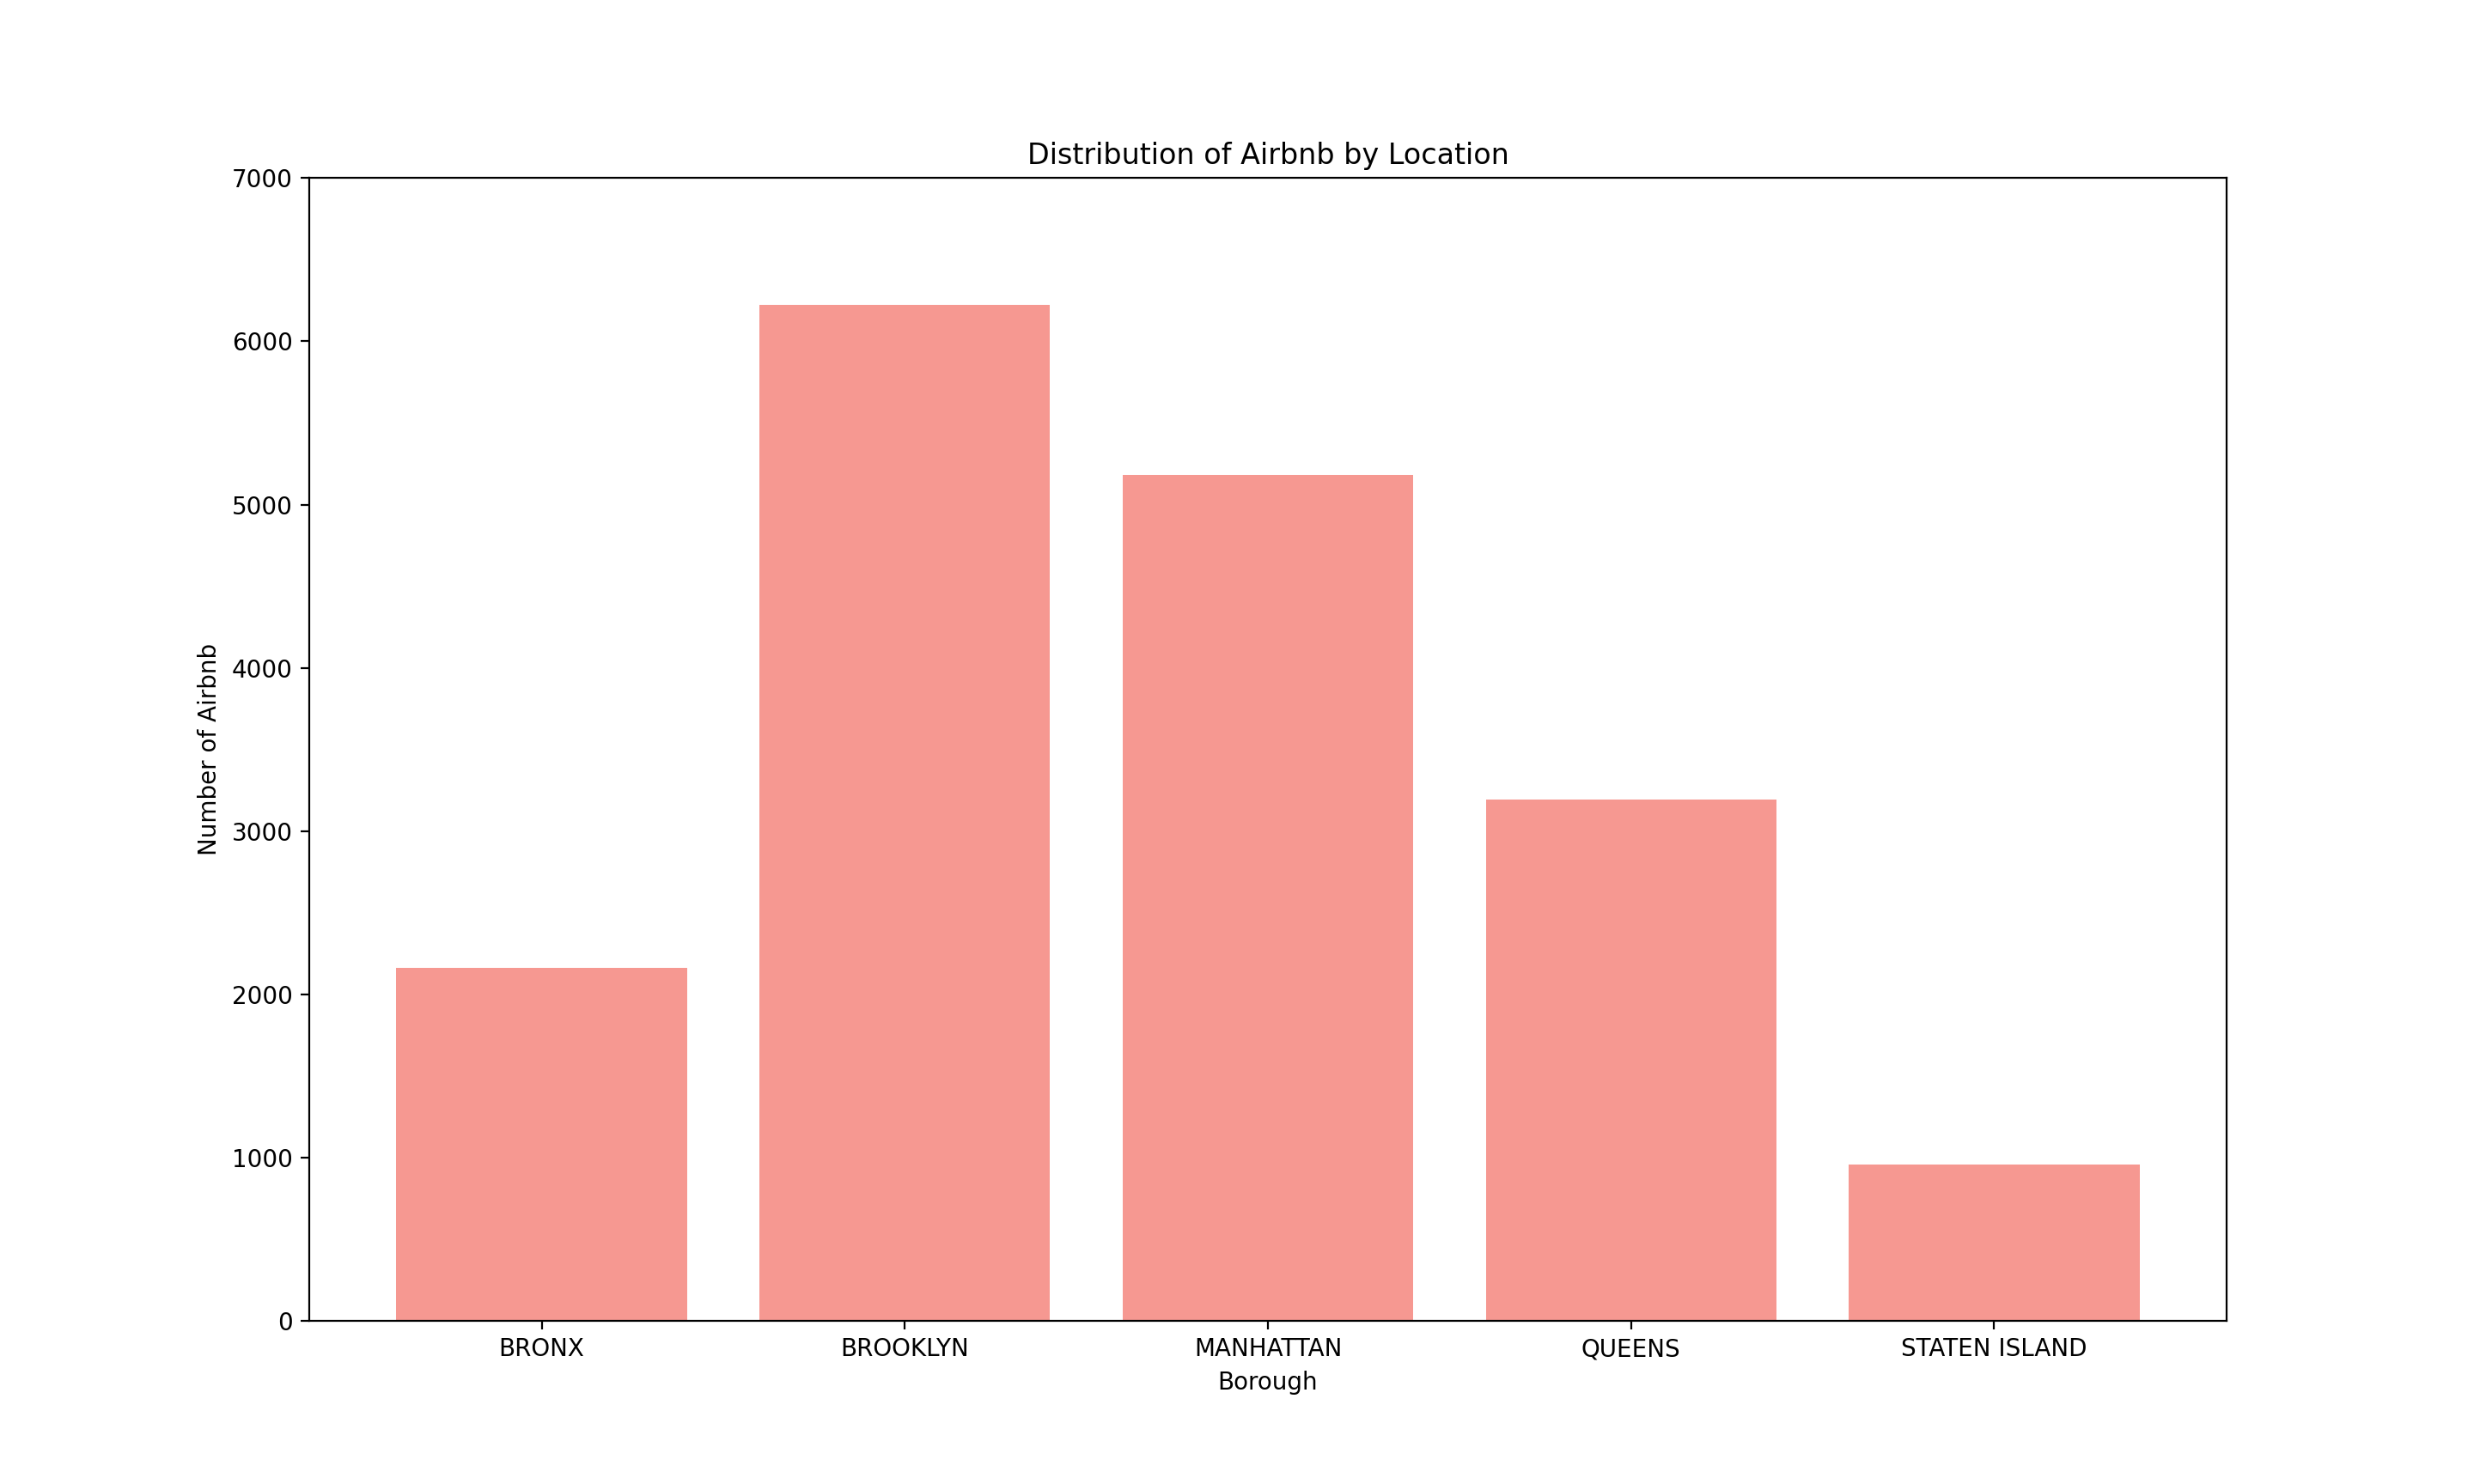 Distribution of Airbnb by Location
7000
6000
5000
4000
3000
2000
1000
0
Number of Airbnb
BRONX BROOKLYN MANHATTAN QUEENS STATEN ISLAND
Borough